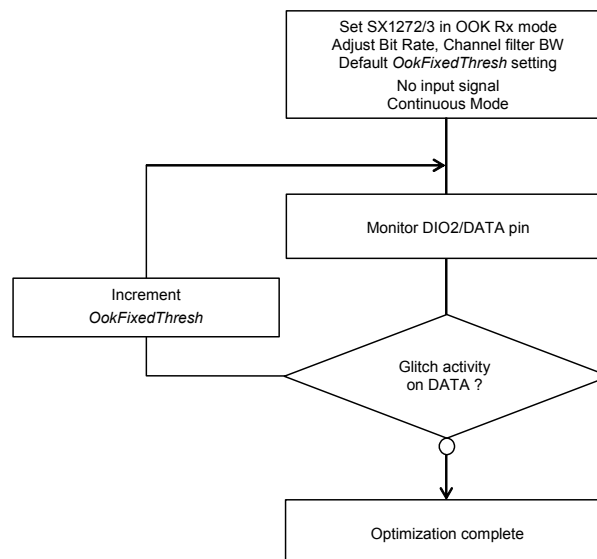 Set SX1272/3 in OOK Rx mode
Adjust Bit Rate, Channel filter BW
Default OokFixedThresh setting
No input signal
Continuous Mode
Monitor DIO2/DATA pin
Increment
OokFixedThresh
Glitch activity
on DATA ?
Optimization complete